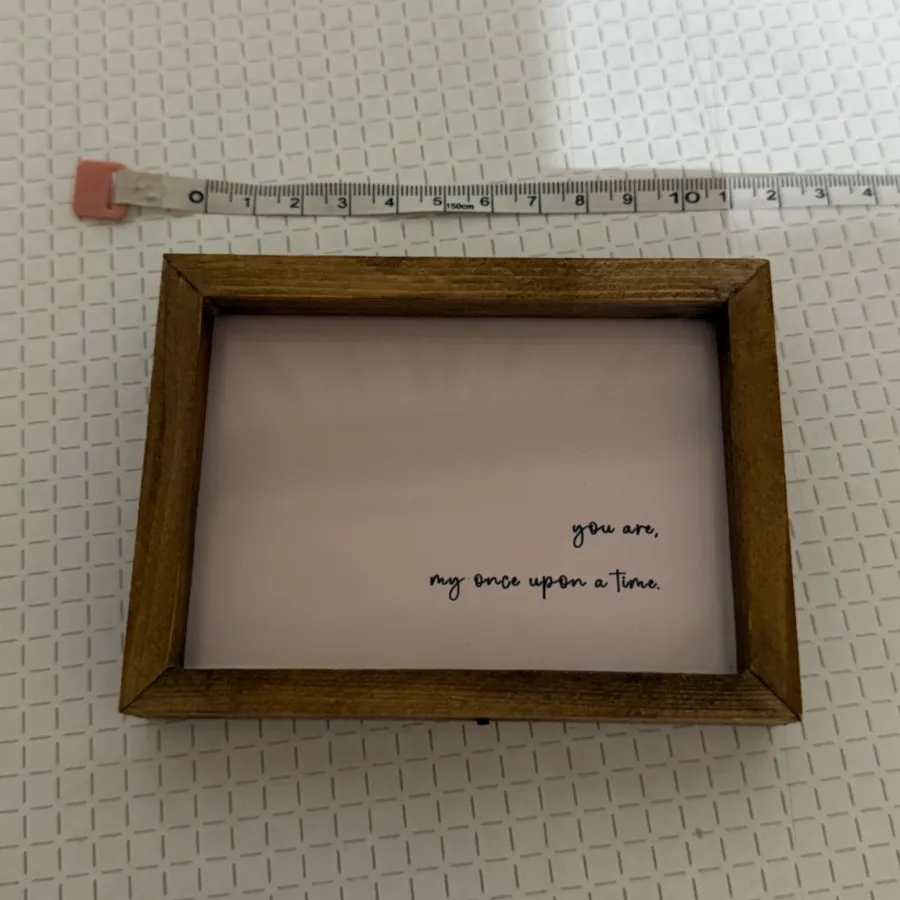 0 1 2 3 4 5 150cm 6 7 8 9 10 1 2 3 4
you are,
my once upon a time.